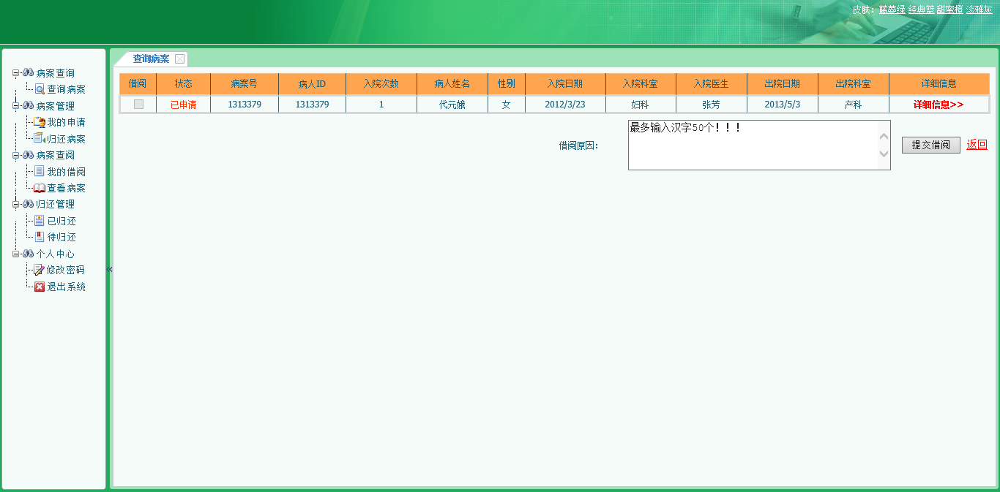 皮肤：蓝梦绿 经典蓝 甜蜜橙 淡雅灰
查询病案
病案查询
查询病案
病案管理
我的申请
归还病案
病案查阅
我的借阅
查看病案
归还管理
已归还
待归还
个人中心
修改密码
退出系统
«
借阅 状态 病案号 病人ID 入院次数 病人姓名 性别 入院日期 入院科室 入院医生 出院日期 出院科室 详细信息
已申请 1313379 1313379 1 代元娥 女 2012/3/23 妇科 张芳 2013/5/3 产科 详细信息>>
借阅原因： 最多输入汉字50个！！！ 提交借阅 返回